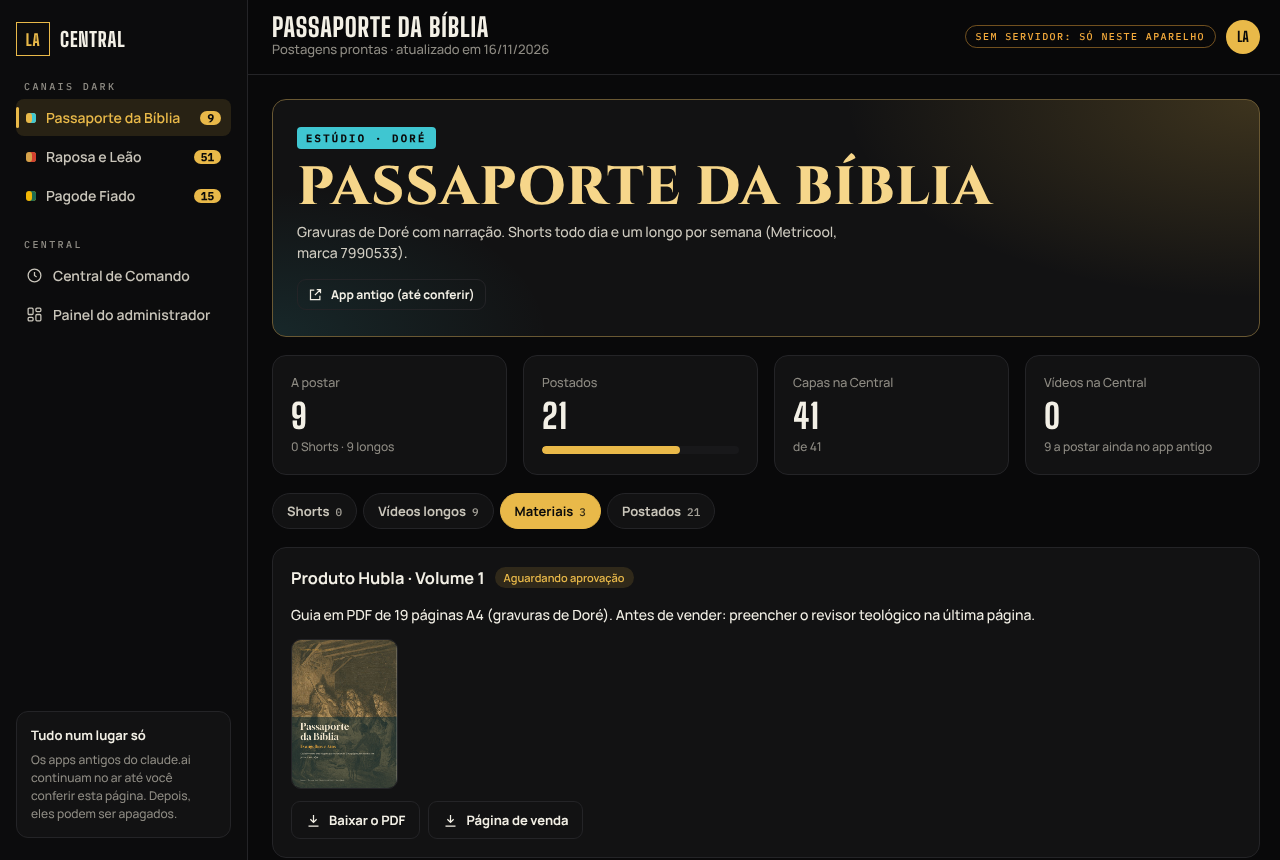 LA CENTRAL
CANAIS DARK
Passaporte da Bíblia 9
Raposa e Leão 51
Pagode Fiado 15
CENTRAL
Central de Comando
Painel do administrador
Tudo num lugar só
Os apps antigos do claude.ai
continuam no ar até você
conferir esta página. Depois,
eles podem ser apagados.
PASSAPORTE DA BÍBLIA
Postagens prontas · atualizado em 16/11/2026
SEM SERVIDOR: SÓ NESTE APARELHO
LA
ESTÚDIO · DORÉ
PASSAPORTE DA BÍBLIA
Gravuras de Doré com narração. Shorts todo dia e um longo por semana (Metricool,
marca 7990533).
App antigo (até conferir)
A postar
9
0 Shorts · 9 longos
Postados
21
Capas na Central
41
de 41
Vídeos na Central
0
9 a postar ainda no app antigo
Shorts 0
Vídeos longos 9
Materiais 3
Postados 21
Produto Hubla · Volume 1 Aguardando aprovação
Guia em PDF de 19 páginas A4 (gravuras de Doré). Antes de vender: preencher o revisor teológico na última página.
Passaporte
da Bíblia
Baixar o PDF
Página de venda